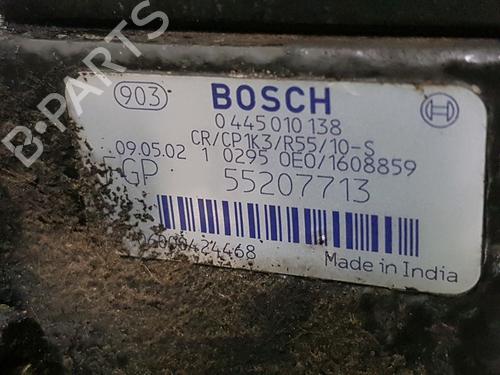 903 BOSCH
0 445 010 138
CR/CP1K3/R55/10-S
09.05.02 1 0295 0E0/1608859
FGP 55207713
Made in India
B-PARTS